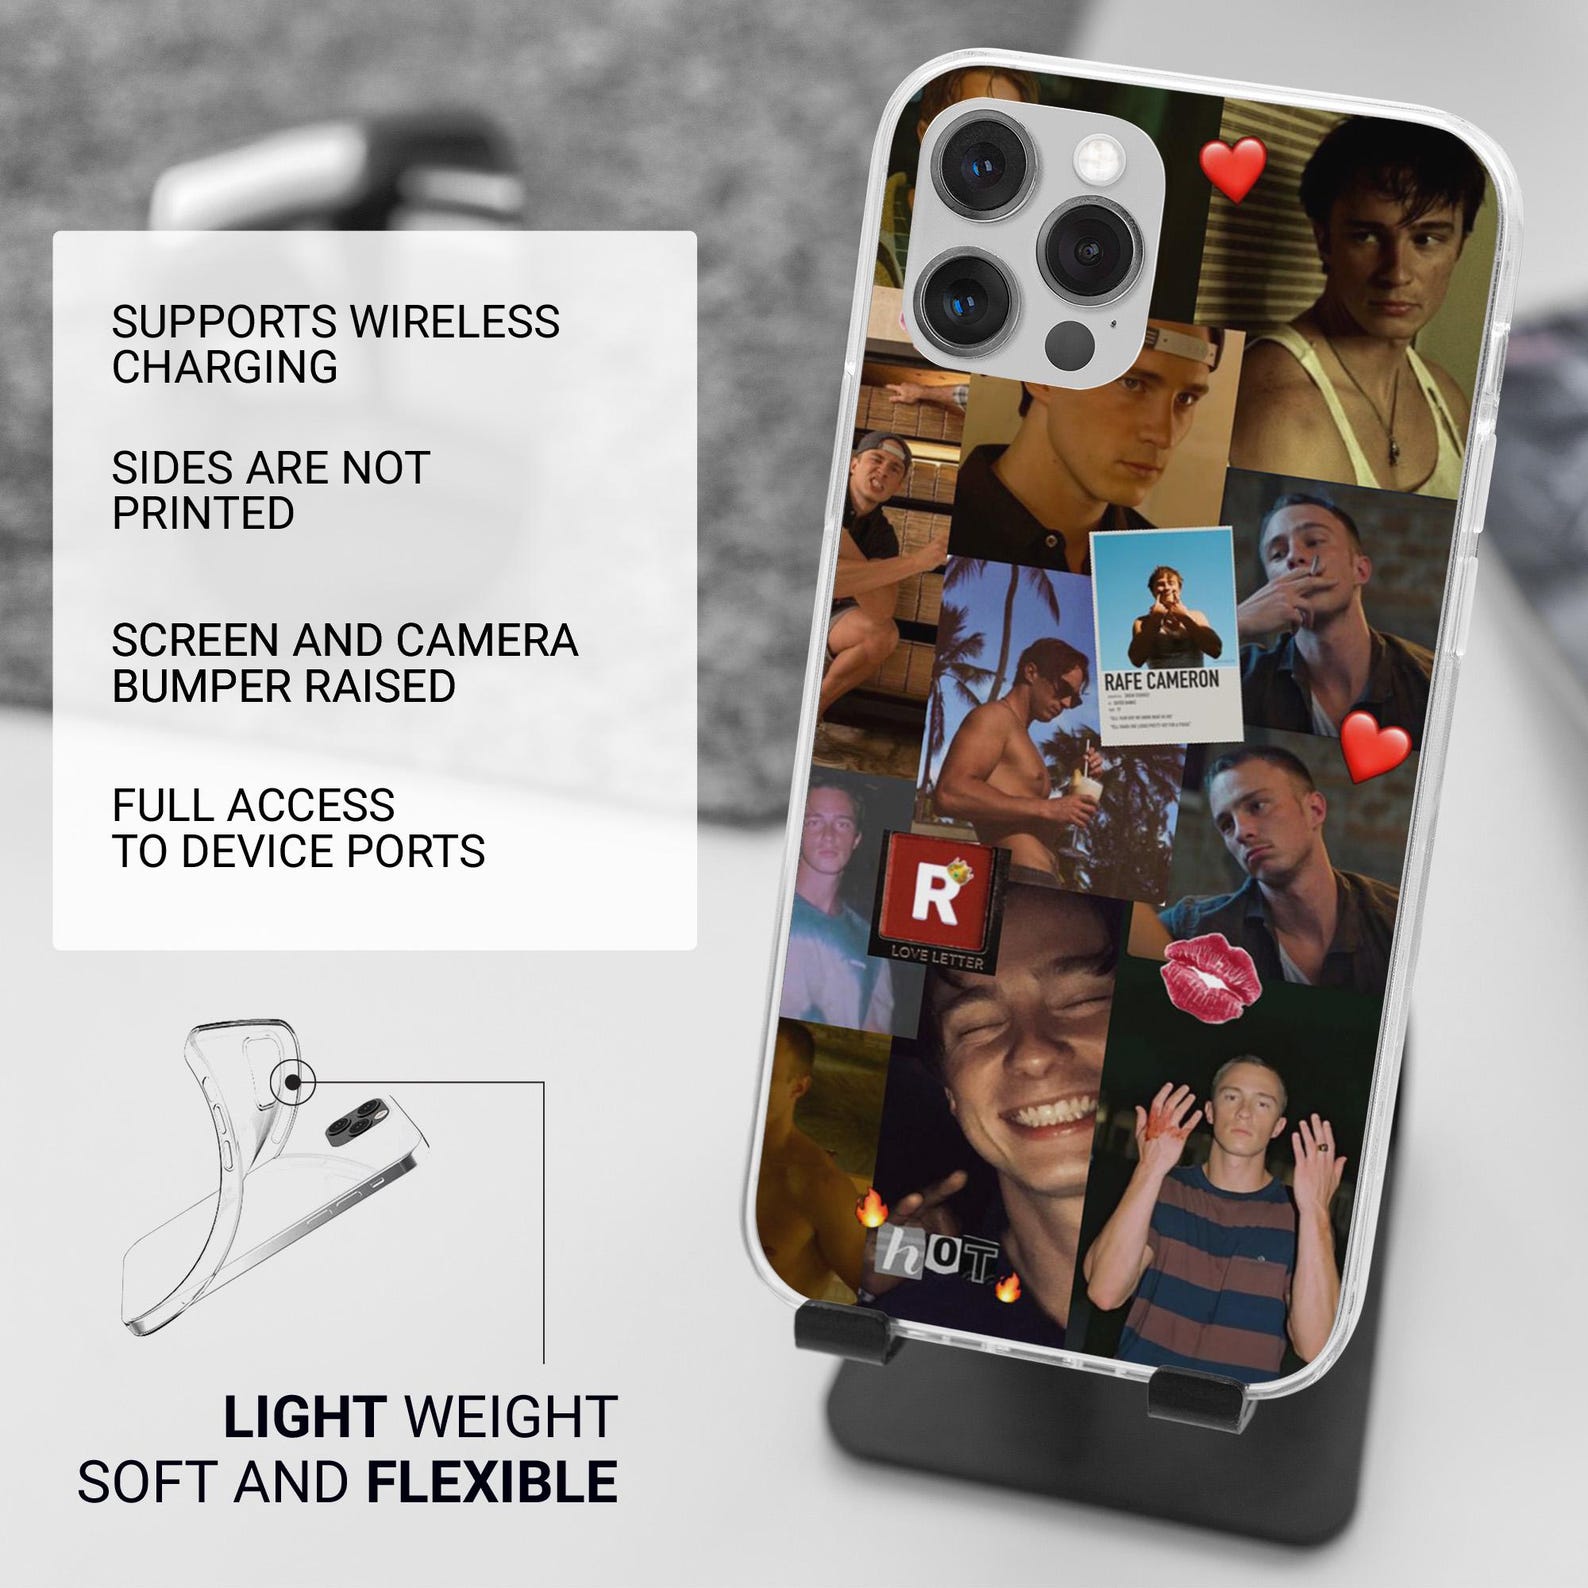 SUPPORTS WIRELESS
CHARGING
SIDES ARE NOT
PRINTED
SCREEN AND CAMERA
BUMPER RAISED
FULL ACCESS
TO DEVICE PORTS
LIGHT WEIGHT
SOFT AND FLEXIBLE
RAFE CAMERON
R
LOVE LETTER
hOT